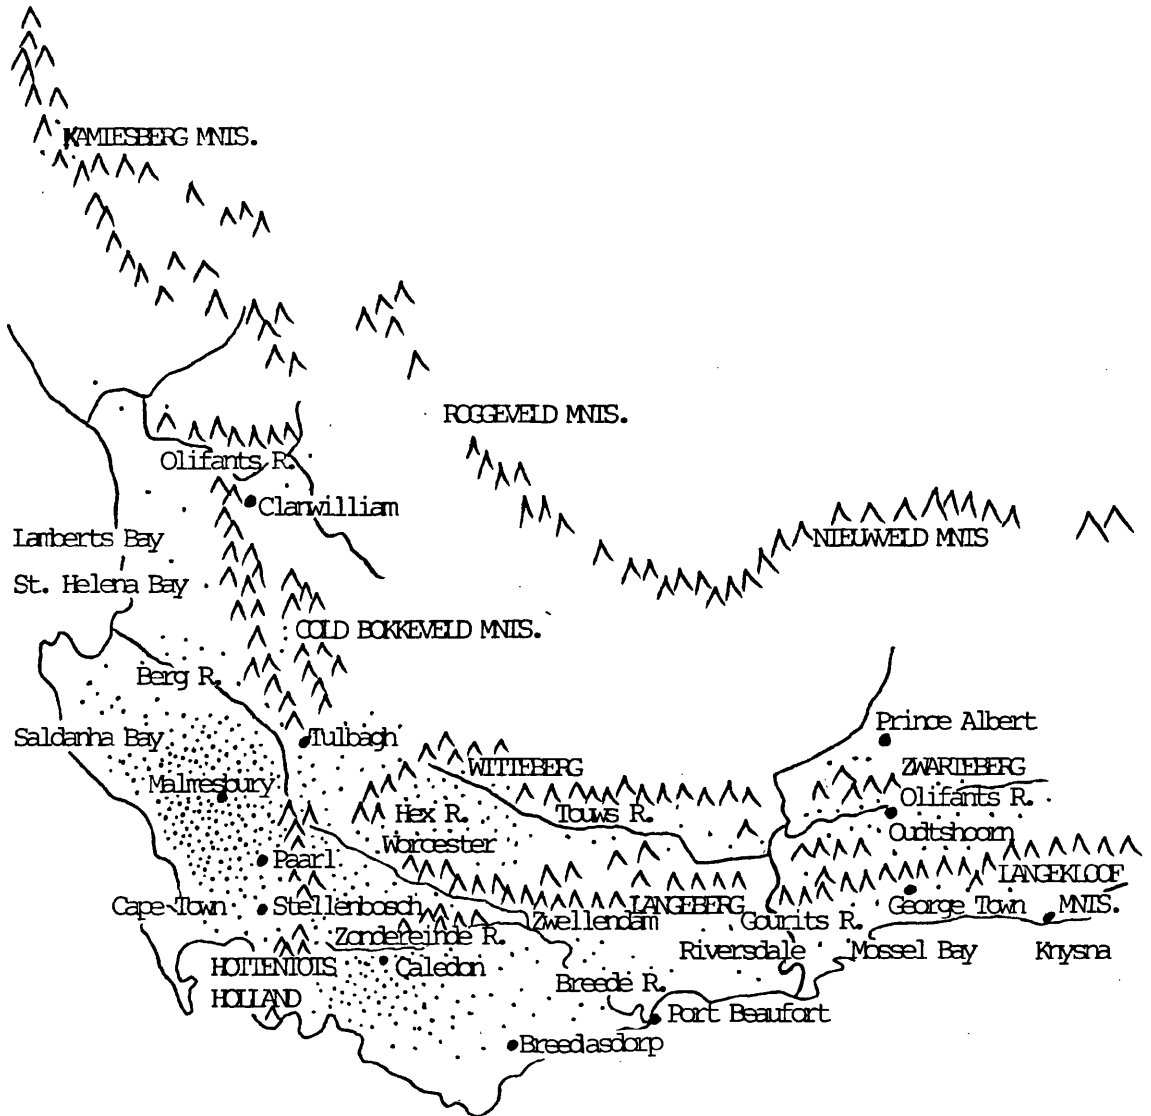 KAMIESBERG MNTS.
ROGGEVELD MNTS.
Olifants R.
Clanwilliam
Lamberts Bay
NIEUWVELD MNTS
St. Helena Bay
COLD BOKKEVELD MNTS.
Berg R.
Prince Albert
Saldanha Bay
Tulbagh
WITTEBERG
ZWARTEBERG
Malmesbury
Olifants R.
Hex R.
Touws R.
Oudtshoorn
Worcester
Paarl
LANGEKLOOF
Cape Town
Stellenbosch
LANGEBERG
George Town
MNTS.
Zwellendam
Gourits R.
Zondereinde R.
Riversdale
Mossel Bay
Knysna
HOTTENTOTS
Caledon
Breede R.
HOLLAND
Port Beaufort
Breedasdorp